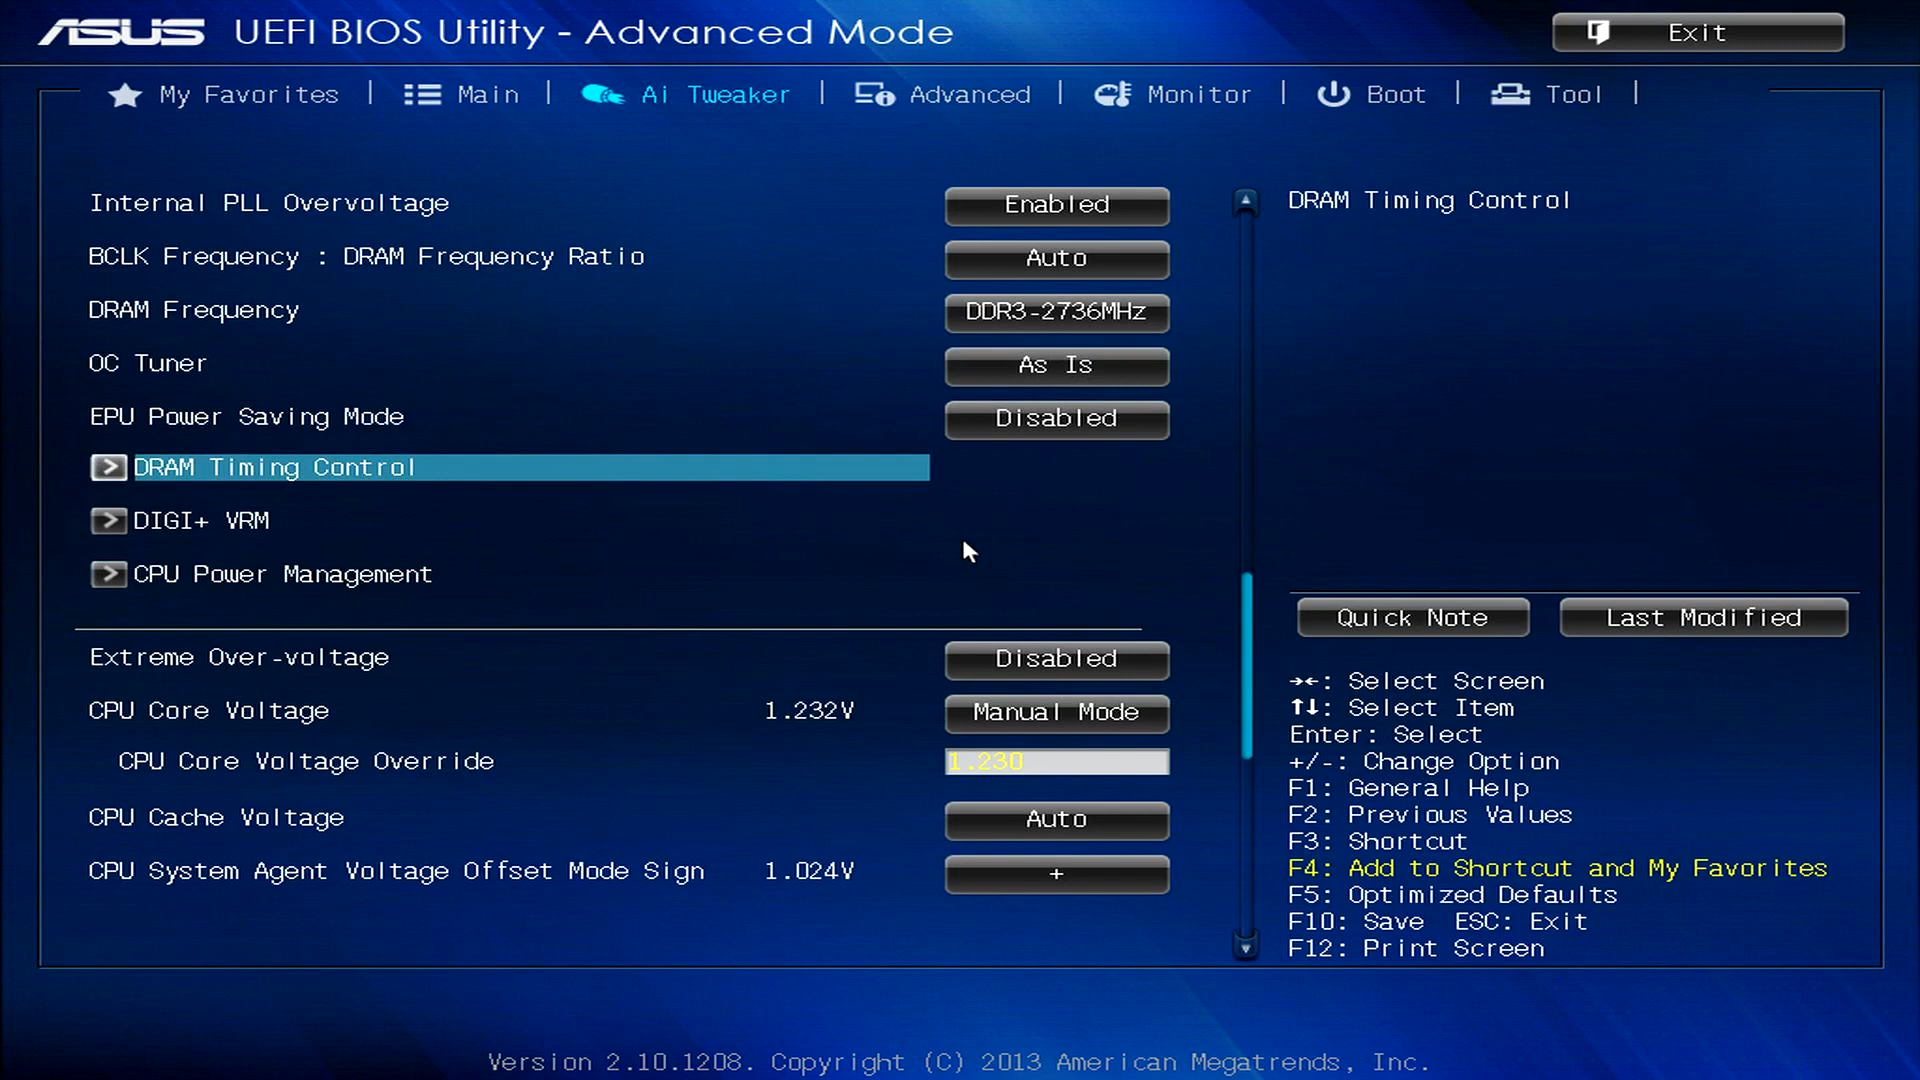 ASUS UEFI BIOS Utility - Advanced Mode
Exit
My Favorites | Main | Ai Tweaker | Advanced | Monitor | Boot | Tool |
Internal PLL Overvoltage Enabled
BCLK Frequency : DRAM Frequency Ratio Auto
DRAM Frequency DDR3-2736MHz
OC Tuner As Is
EPU Power Saving Mode Disabled
> DRAM Timing Control
> DIGI+ VRM
> CPU Power Management
Extreme Over-voltage Disabled
CPU Core Voltage 1.232V Manual Mode
CPU Core Voltage Override 1.230
CPU Cache Voltage Auto
CPU System Agent Voltage Offset Mode Sign 1.024V +
DRAM Timing Control
Quick Note Last Modified
→←: Select Screen
↑↓: Select Item
Enter: Select
+/-: Change Option
F1: General Help
F2: Previous Values
F3: Shortcut
F4: Add to Shortcut and My Favorites
F5: Optimized Defaults
F10: Save ESC: Exit
F12: Print Screen
Version 2.10.1208. Copyright (C) 2013 American Megatrends, Inc.